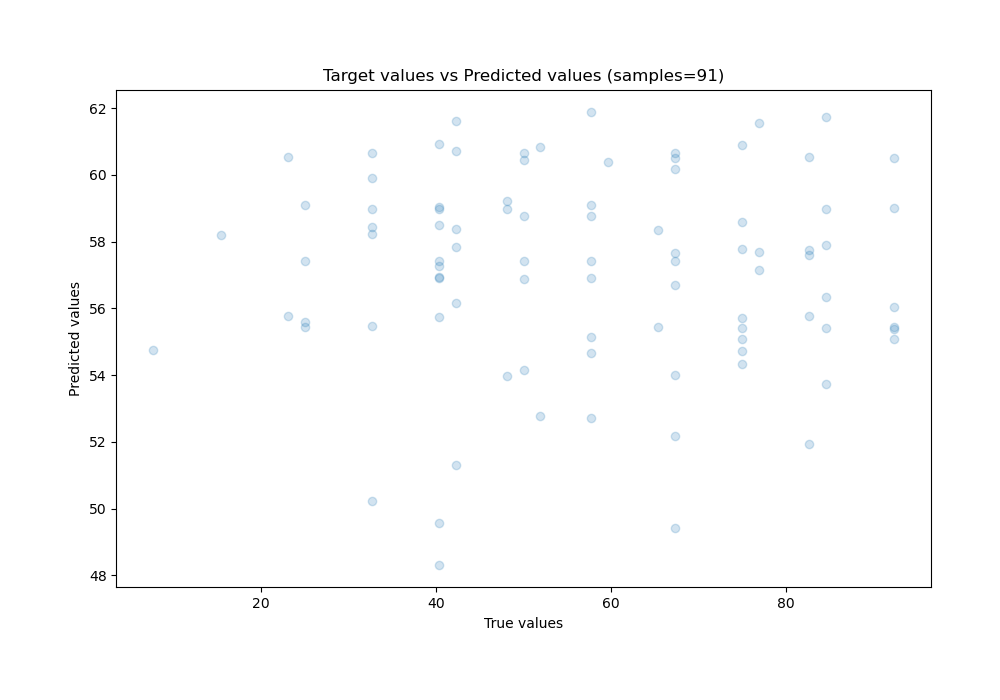 Target values vs Predicted values (samples=91)
62
60
58
56
54
52
50
48
Predicted values
20 40 60 80
True values